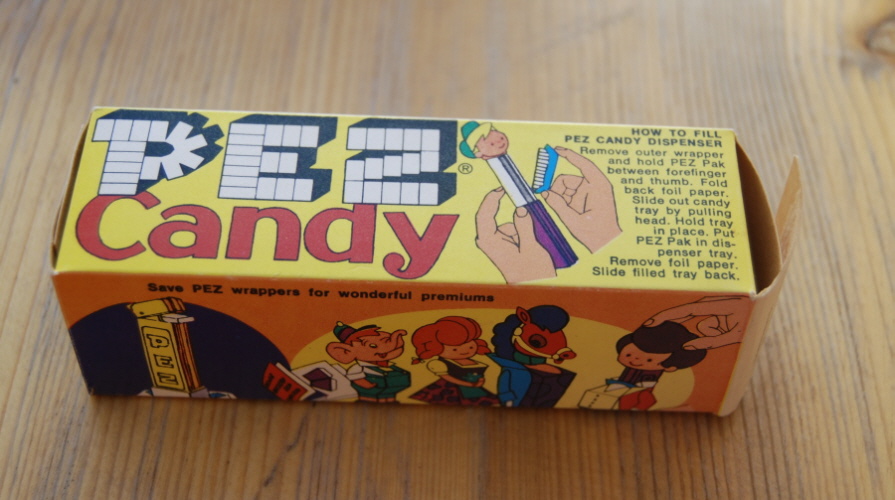 PEZ®
Candy
HOW TO FILL
PEZ CANDY DISPENSER
Remove outer wrapper
and hold PEZ Pak
between forefinger
and thumb. Fold
back foil paper.
Slide out candy
tray by pulling
head. Hold tray
in place. Put
PEZ Pak in dis-
penser tray.
Remove foil paper.
Slide filled tray back.
Save PEZ wrappers for wonderful premiums
PEZ